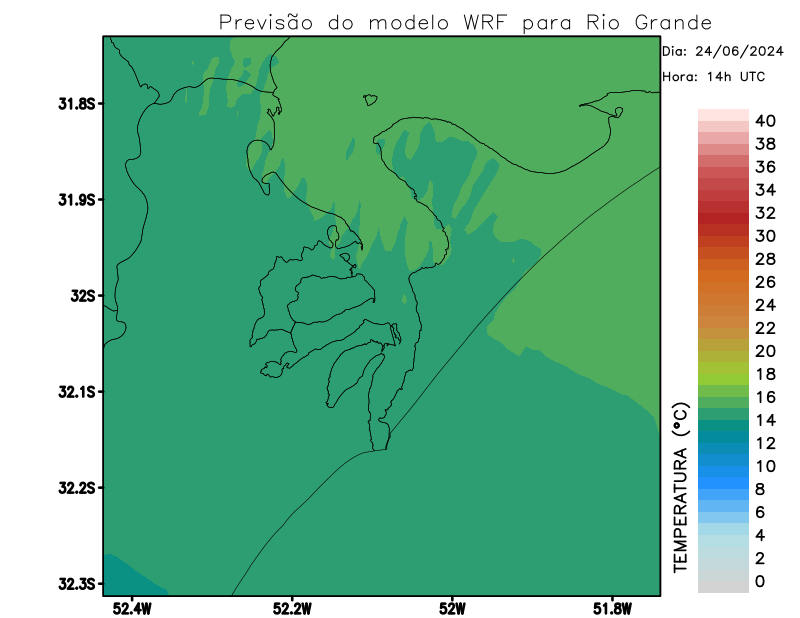 Previsão do modelo WRF para Rio Grande
Dia: 24/06/2024
Hora: 14h UTC
31.8S
31.9S
32S
32.1S
32.2S
32.3S
52.4W
52.2W
52W
51.8W
TEMPERATURA (°C)
40
38
36
34
32
30
28
26
24
22
20
18
16
14
12
10
8
6
4
2
0